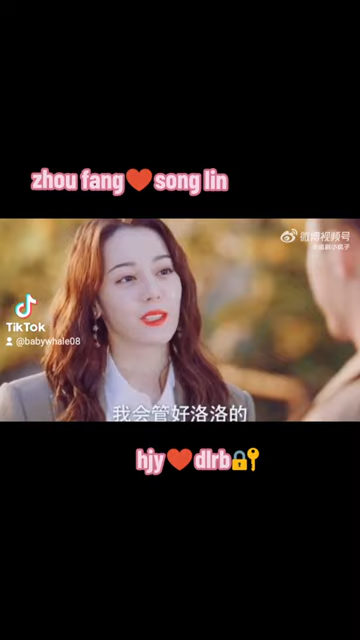 zhou fang❤️song lin
微博视频号
TikTok
@babywhale08
我会管好洛洛的
hjy❤️dlrb🔐